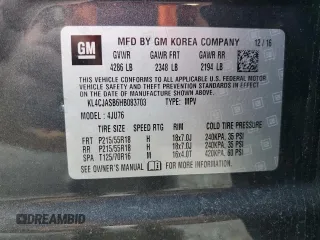 GM
MFD BY GM KOREA COMPANY 12/16
GVWR GAWR FRT GAWR RR
4286 LB 2348 LB 2194 LB
THIS VEHICLE CONFORMS TO ALL APPLICABLE
U.S. FEDERAL MOTOR VEHICLE SAFETY, BUMPER,
AND THEFT PREVENTION STANDARDS IN EFFECT
ON THE DATE OF MANUFACTURE SHOWN ABOVE.
KL4CJASB6HB083703 TYPE: MPV
MODEL: 4JU76
TIRE SIZE SPEED RTG RIM COLD TIRE PRESSURE
FRT P215/55R18 H 18x7.0J 240KPA, 35 PSI
RR P215/55R18 H 18x7.0J 240KPA, 35 PSI
SPA T125/70R16 M 16x4.0T 420KPA, 60 PSI
SEE OWNER'S MANUAL FOR ADDITIONAL INFORMATION.
AUTOBIDMASTER